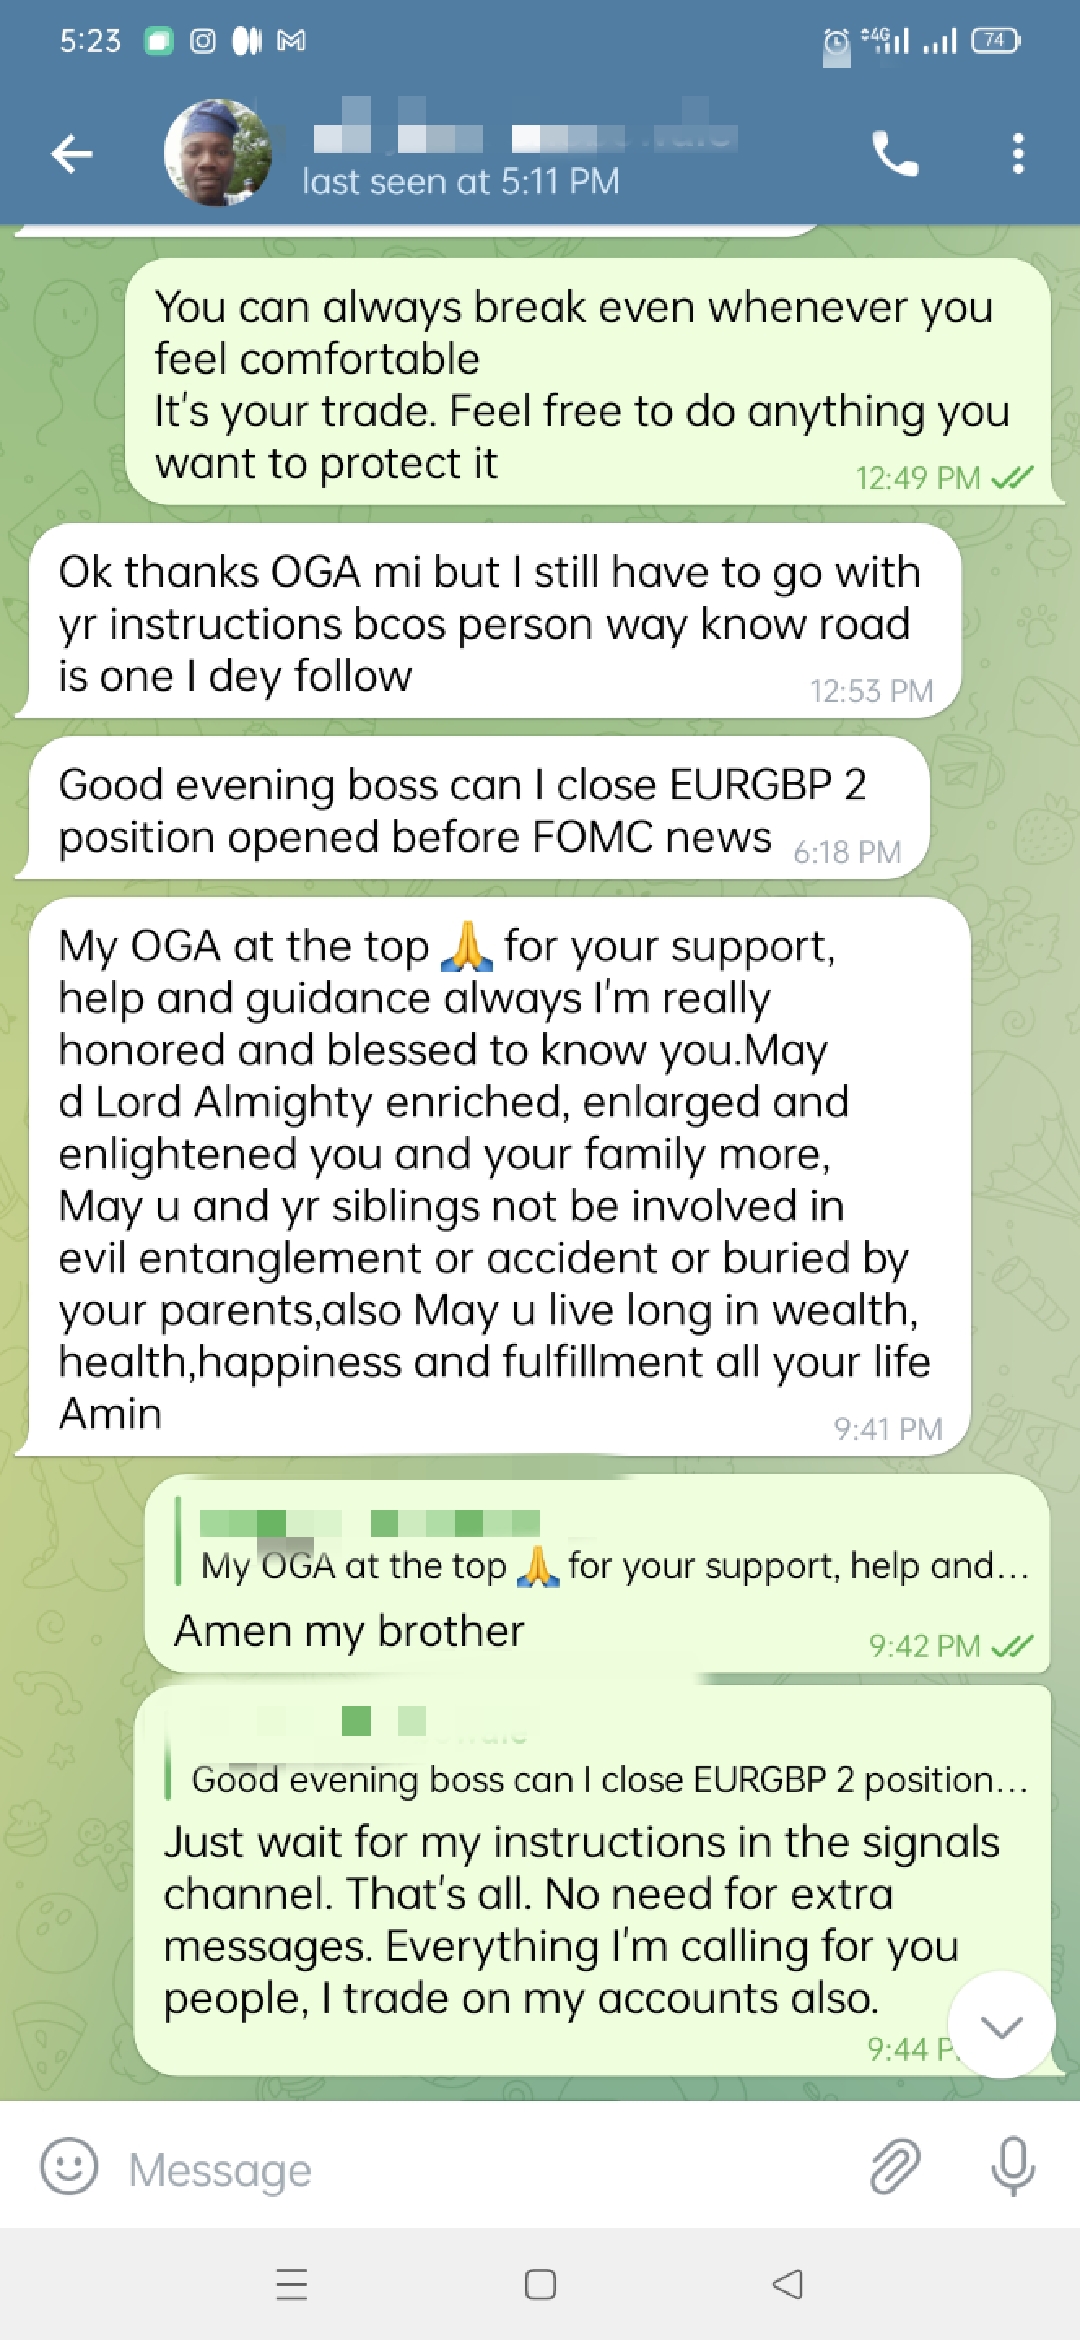 5:23
4G
74
last seen at 5:11 PM
You can always break even whenever you
feel comfortable
It's your trade. Feel free to do anything you
want to protect it
12:49 PM
Ok thanks OGA mi but I still have to go with
yr instructions bcos person way know road
is one I dey follow
12:53 PM
Good evening boss can I close EURGBP 2
position opened before FOMC news
6:18 PM
My OGA at the top 🙏 for your support,
help and guidance always I'm really
honored and blessed to know you.May
d Lord Almighty enriched, enlarged and
enlightened you and your family more,
May u and yr siblings not be involved in
evil entanglement or accident or buried by
your parents,also May u live long in wealth,
health,happiness and fulfillment all your life
Amin
9:41 PM
My OGA at the top 🙏 for your support, help and...
Amen my brother
9:42 PM
Good evening boss can I close EURGBP 2 position...
Just wait for my instructions in the signals
channel. That's all. No need for extra
messages. Everything I'm calling for you
people, I trade on my accounts also.
9:44 P
Message